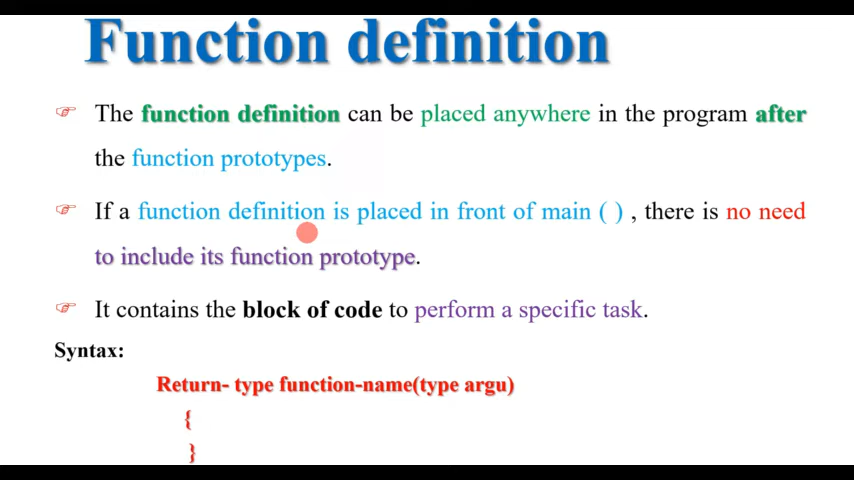 Function definition
The function definition can be placed anywhere in the program after
the function prototypes.
If a function definition is placed in front of main ( ) , there is no need
to include its function prototype.
It contains the block of code to perform a specific task.
Syntax:
Return- type function-name(type argu)
{
}